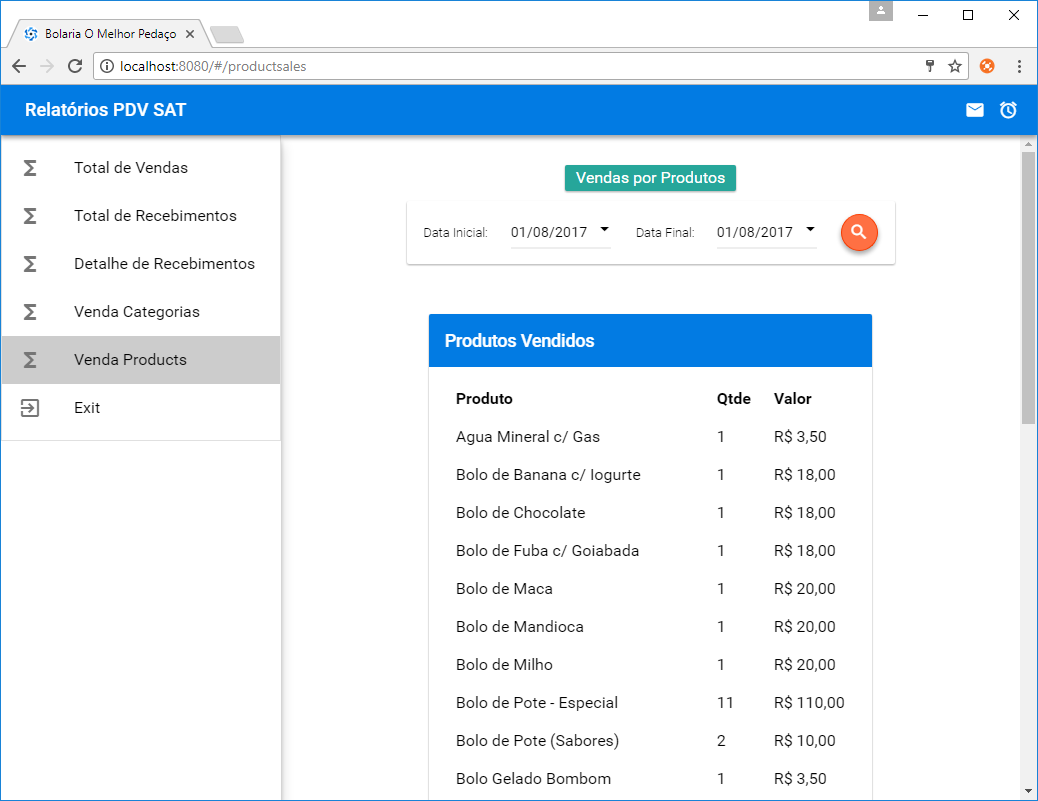 Bolaria O Melhor Pedaço
localhost:8080/#/productsales
Relatórios PDV SAT
Total de Vendas
Total de Recebimentos
Detalhe de Recebimentos
Venda Categorias
Venda Products
Exit
Vendas por Produtos
Data Inicial: 01/08/2017 Data Final: 01/08/2017
Produtos Vendidos
Produto Qtde Valor
Agua Mineral c/ Gas 1 R$ 3,50
Bolo de Banana c/ Iogurte 1 R$ 18,00
Bolo de Chocolate 1 R$ 18,00
Bolo de Fuba c/ Goiabada 1 R$ 18,00
Bolo de Maca 1 R$ 20,00
Bolo de Mandioca 1 R$ 20,00
Bolo de Milho 1 R$ 20,00
Bolo de Pote - Especial 11 R$ 110,00
Bolo de Pote (Sabores) 2 R$ 10,00
Bolo Gelado Bombom 1 R$ 3,50